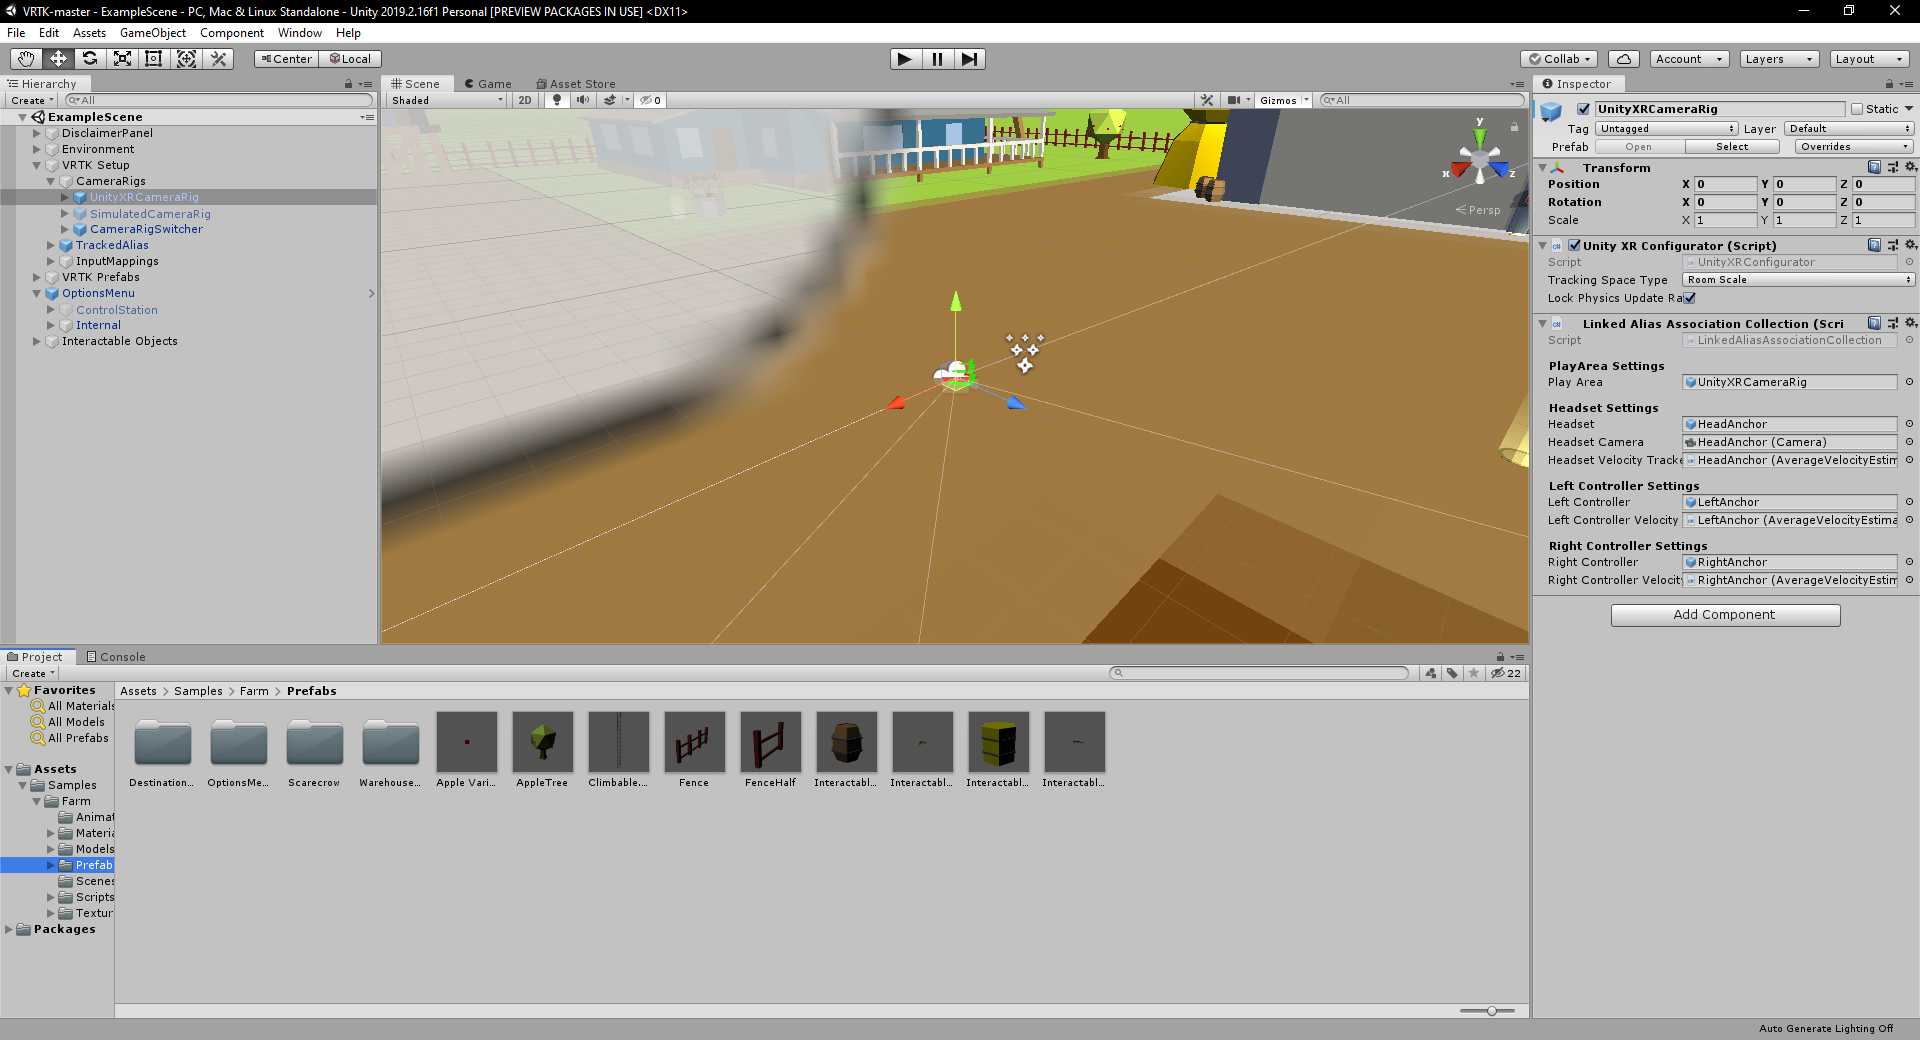 VRTK-master - ExampleScene - PC, Mac & Linux Standalone - Unity 2019.2.16f1 Personal [PREVIEW PACKAGES IN USE] <DX11>
File Edit Assets GameObject Component Window Help
Center Local Collab Account Layers Layout
Hierarchy
Create All
ExampleScene
DisclaimerPanel
Environment
VRTK Setup
CameraRigs
UnityXRCameraRig
SimulatedCameraRig
CameraRigSwitcher
TrackedAlias
InputMappings
VRTK Prefabs
OptionsMenu
ControlStation
Internal
Interactable Objects
Scene Game Asset Store
Shaded 2D 0 Gizmos All
y
x z
Persp
Inspector
UnityXRCameraRig Static
Tag Untagged Layer Default
Prefab Open Select Overrides
Transform
Position X 0 Y 0 Z 0
Rotation X 0 Y 0 Z 0
Scale X 1 Y 1 Z 1
Unity XR Configurator (Script)
Script UnityXRConfigurator
Tracking Space Type Room Scale
Lock Physics Update Ra
Linked Alias Association Collection (Scri
Script LinkedAliasAssociationCollection
PlayArea Settings
Play Area UnityXRCameraRig
Headset Settings
Headset HeadAnchor
Headset Camera HeadAnchor (Camera)
Headset Velocity Tracke HeadAnchor (AverageVelocityEstim
Left Controller Settings
Left Controller LeftAnchor
Left Controller Velocity LeftAnchor (AverageVelocityEstima
Right Controller Settings
Right Controller RightAnchor
Right Controller Velocit RightAnchor (AverageVelocityEstim
Add Component
Project Console
Create 22
Favorites
All Materials
All Models
All Prefabs
Assets
Samples
Farm
Animat
Materia
Models
Prefab
Scenes
Scripts
Textur
Packages
Assets > Samples > Farm > Prefabs
Destination... OptionsMe... Scarecrow Warehouse... Apple Vari... AppleTree Climbable.... Fence FenceHalf Interactabl... Interactabl... Interactabl... Interactabl...
Auto Generate Lighting Off